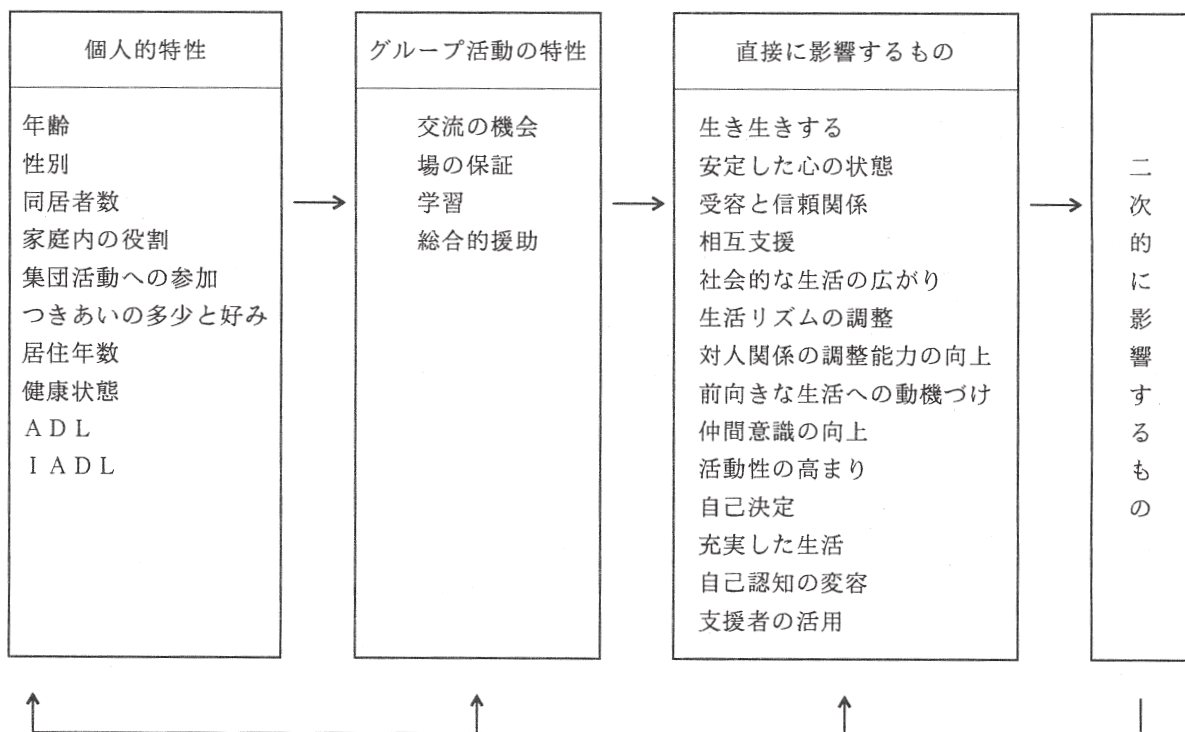 個人的特性
年齢
性別
同居者数
家庭内の役割
集団活動への参加
つきあいの多少と好み
居住年数
健康状態
ＡＤＬ
ＩＡＤＬ
グループ活動の特性
交流の機会
場の保証
学習
総合的援助
直接に影響するもの
生き生きする
安定した心の状態
受容と信頼関係
相互支援
社会的な生活の広がり
生活リズムの調整
対人関係の調整能力の向上
前向きな生活への動機づけ
仲間意識の向上
活動性の高まり
自己決定
充実した生活
自己認知の変容
支援者の活用
二次的に影響するもの